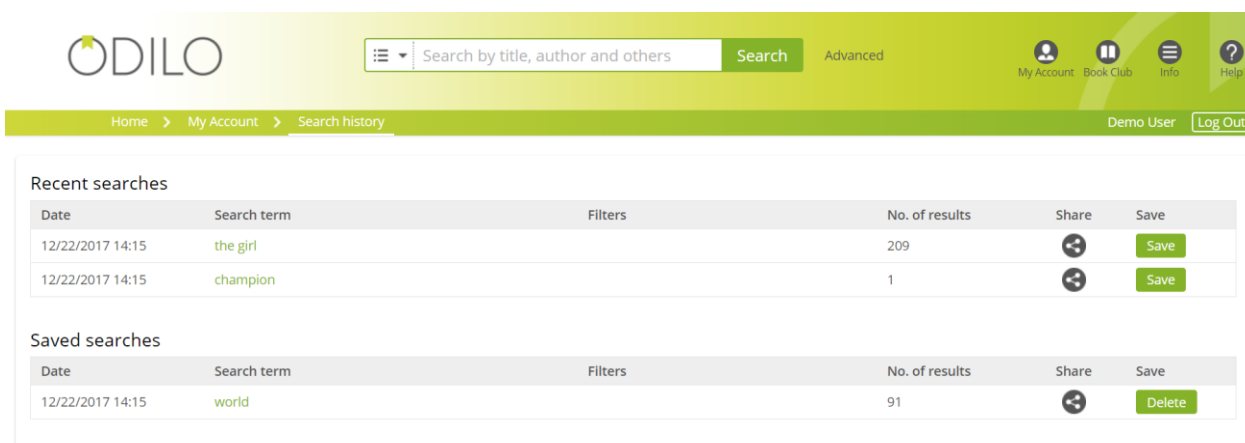 ODILO
Search by title, author and others
Search
Advanced
My Account Book Club Info Help
Home > My Account > Search history
Demo User Log Out
Recent searches
Date Search term Filters No. of results Share Save
12/22/2017 14:15 the girl 209 Save
12/22/2017 14:15 champion 1 Save
Saved searches
Date Search term Filters No. of results Share Save
12/22/2017 14:15 world 91 Delete